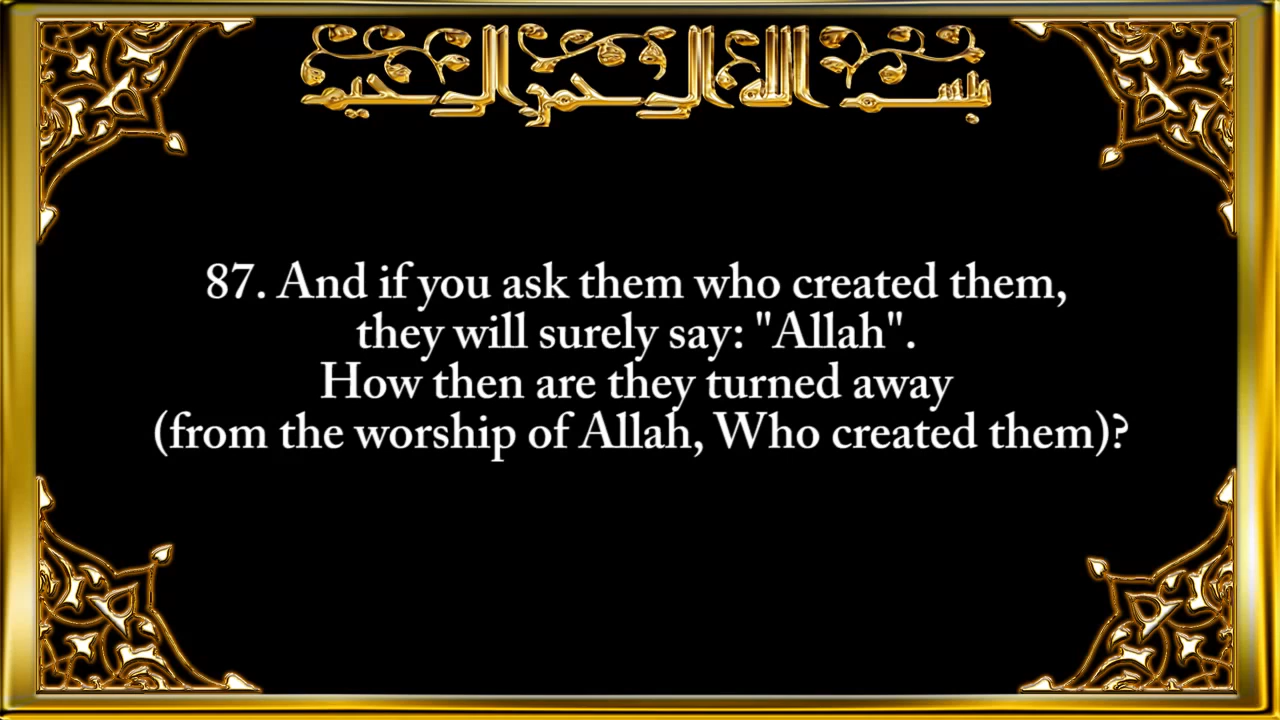 بسم الله الرحمن الرحيم
87. And if you ask them who created them,
they will surely say: "Allah".
How then are they turned away
(from the worship of Allah, Who created them)?